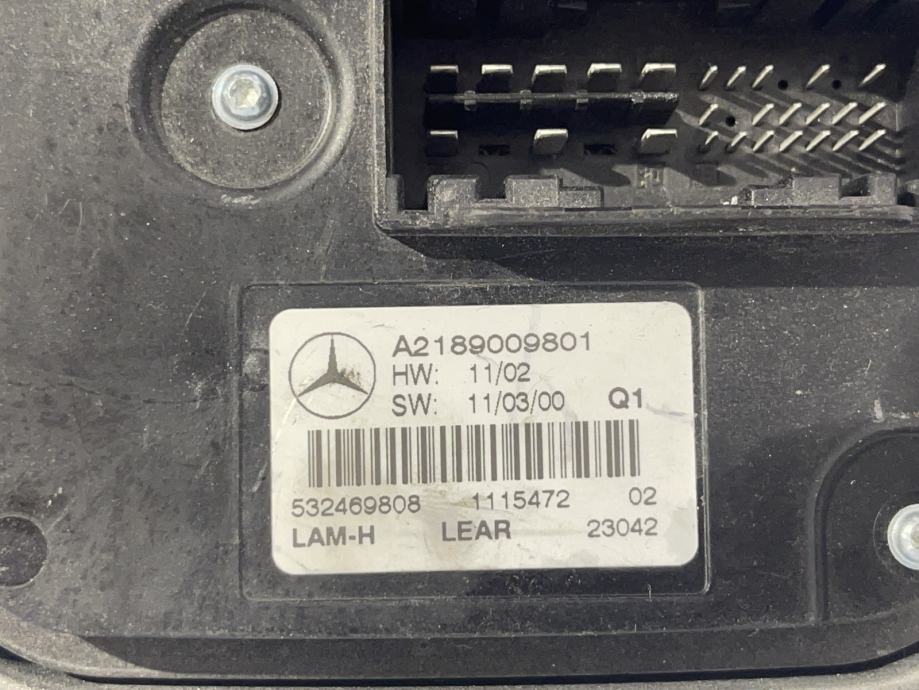 A2189009801
HW: 11/02
SW: 11/03/00 Q1
532469808 1115472 02
LAM-H LEAR 23042